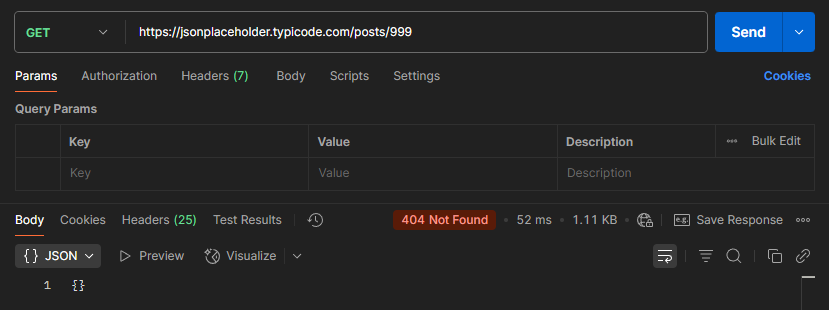 GET https://jsonplaceholder.typicode.com/posts/999 Send
Params Authorization Headers (7) Body Scripts Settings Cookies
Query Params
Key Value Description Bulk Edit
Key Value Description
Body Cookies Headers (25) Test Results 404 Not Found • 52 ms • 1.11 KB • e.g. Save Response
{} JSON Preview Visualize
1 {}